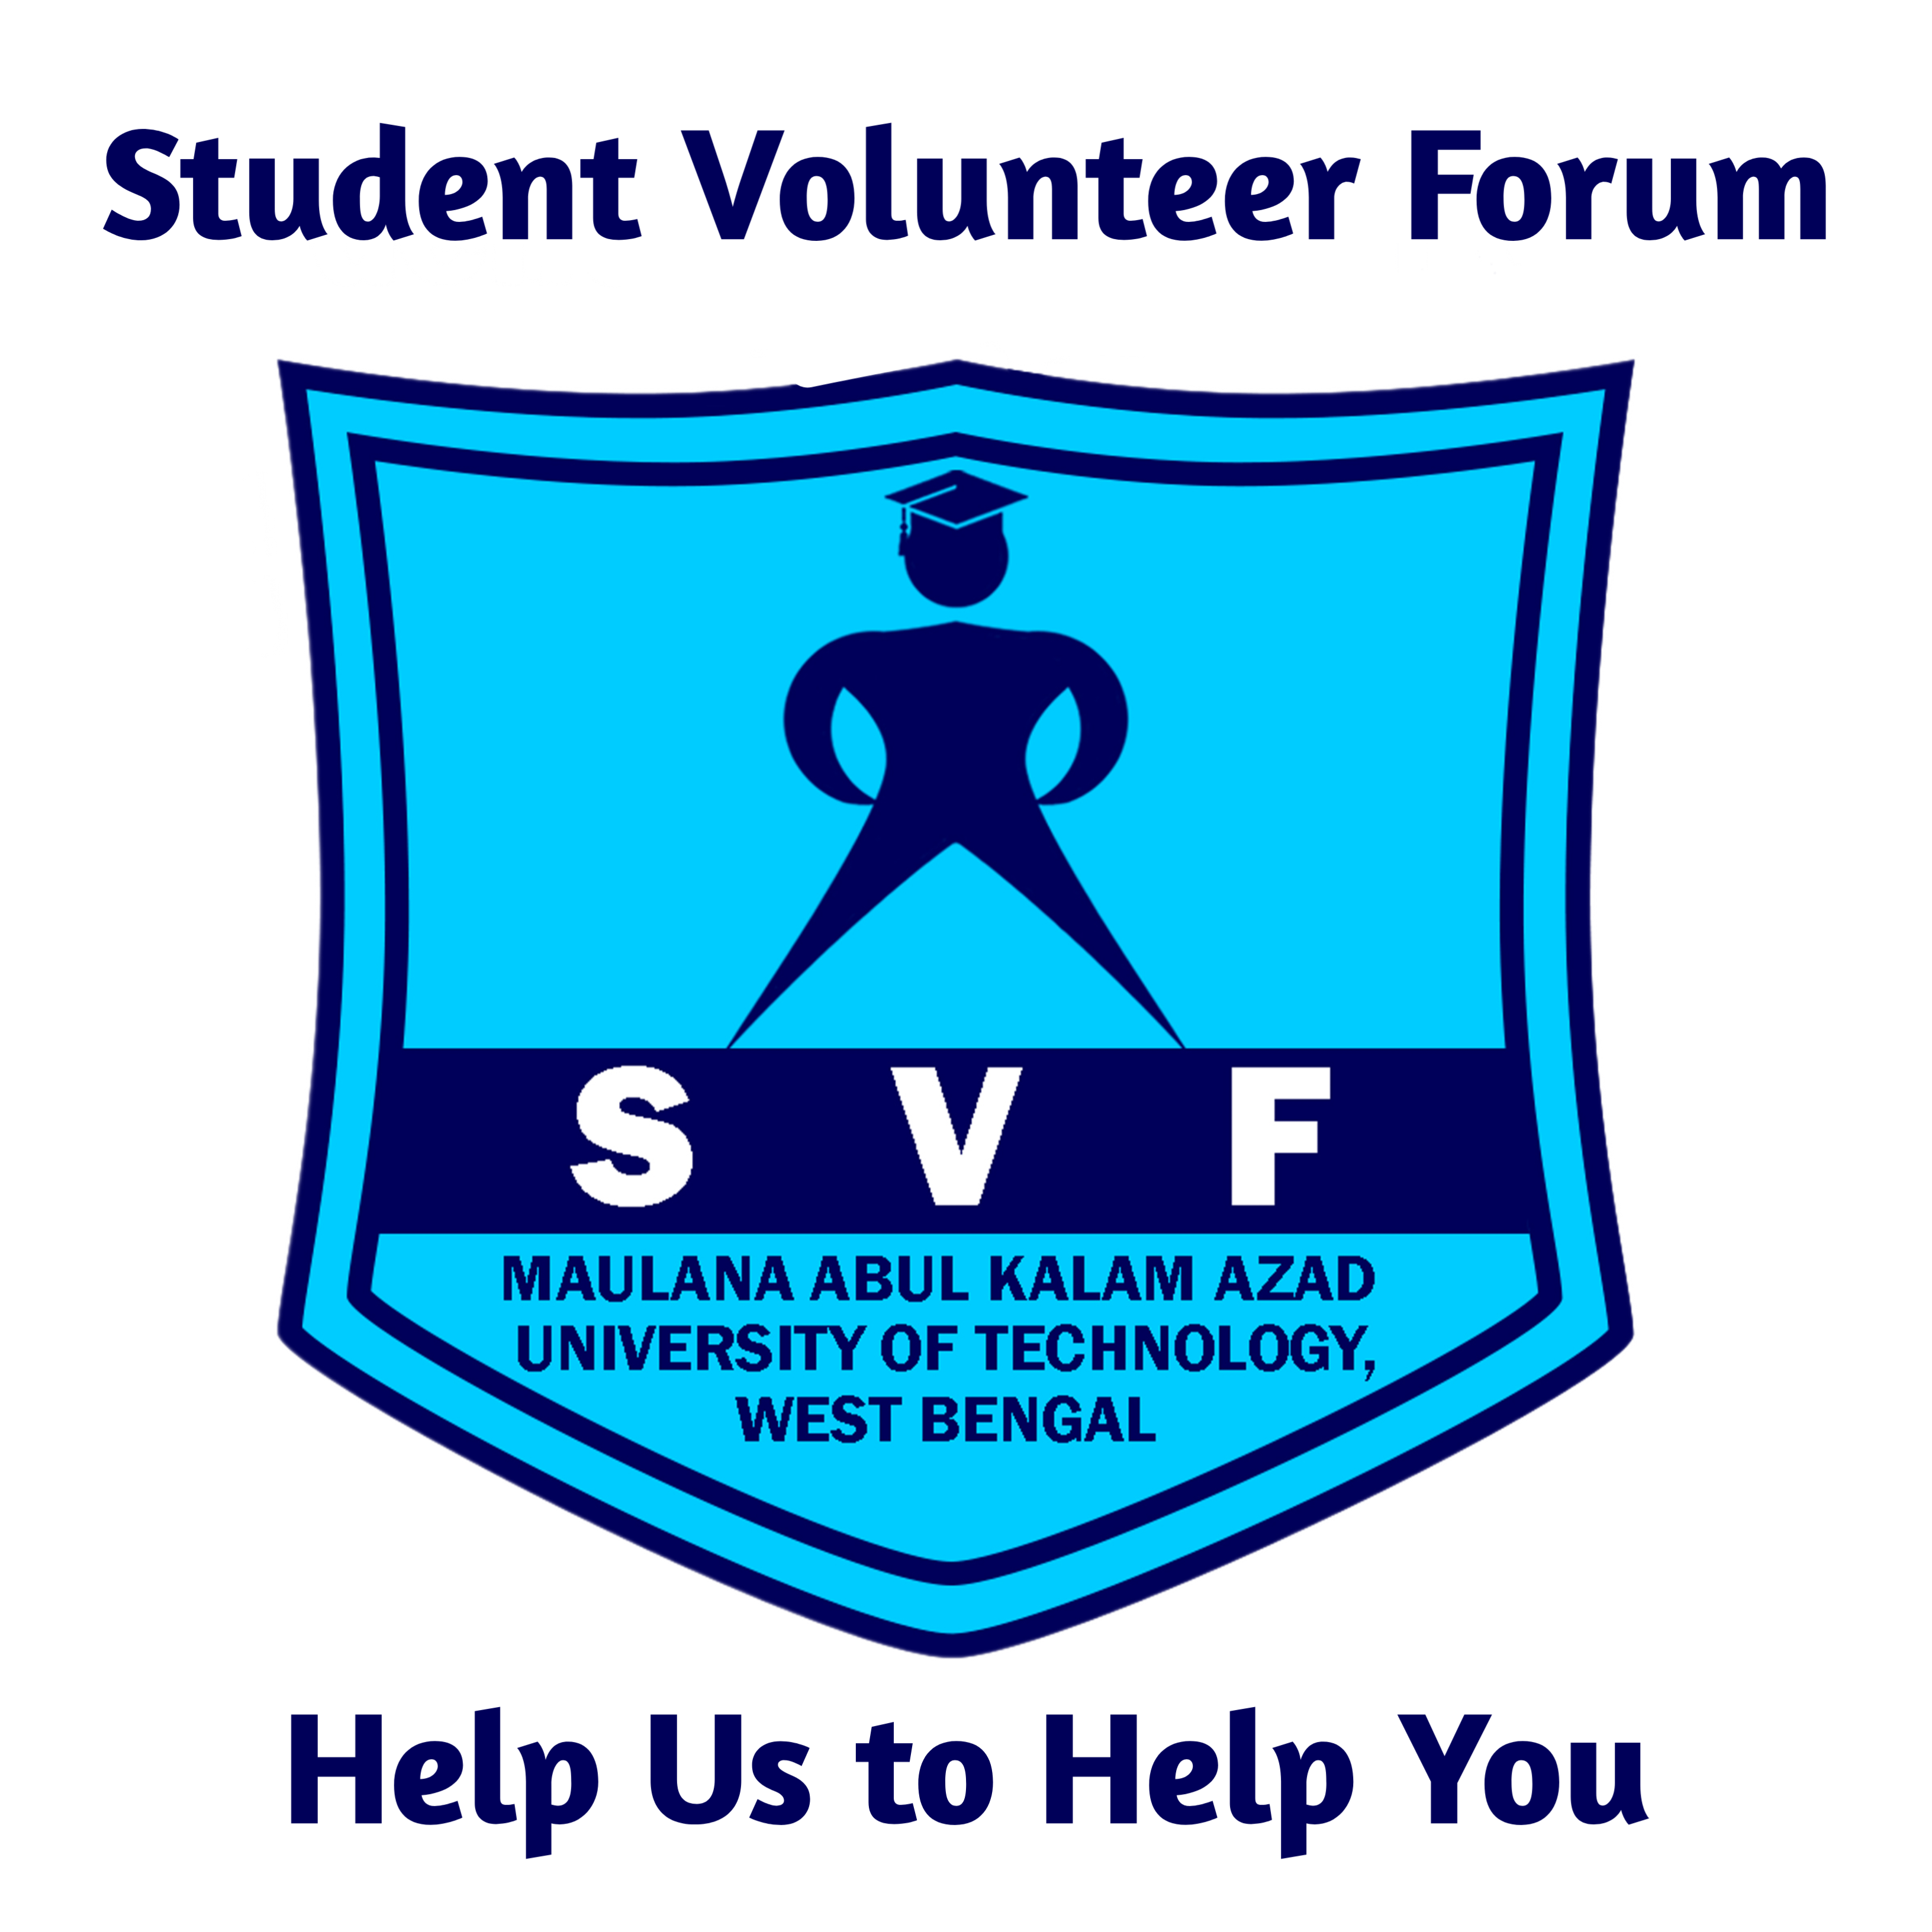 Student Volunteer Forum
S V F
MAULANA ABUL KALAM AZAD
UNIVERSITY OF TECHNOLOGY,
WEST BENGAL
Help Us to Help You